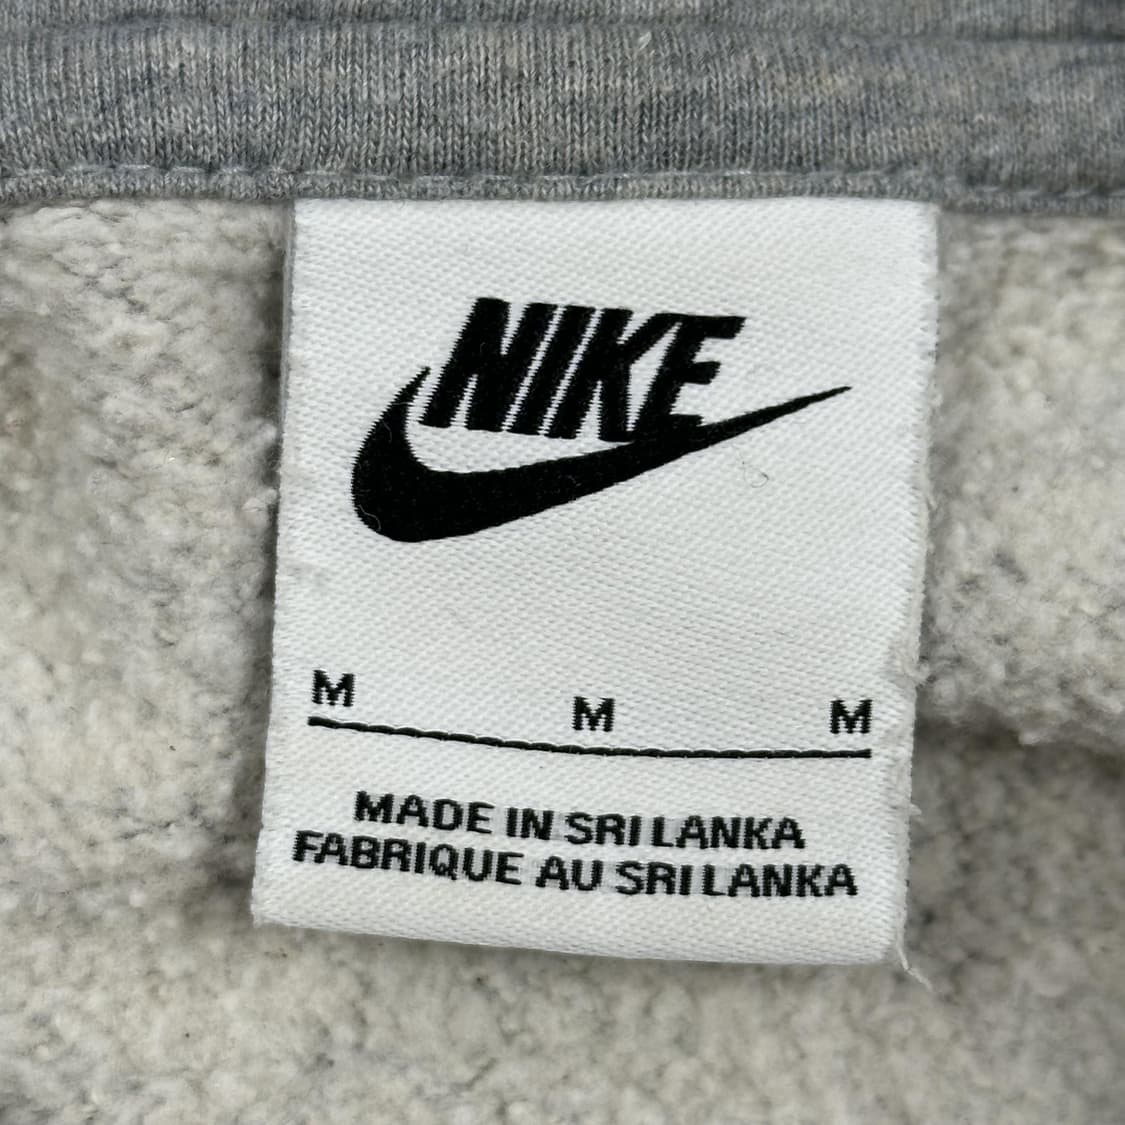 NIKE
M M M
MADE IN SRI LANKA
FABRIQUE AU SRI LANKA